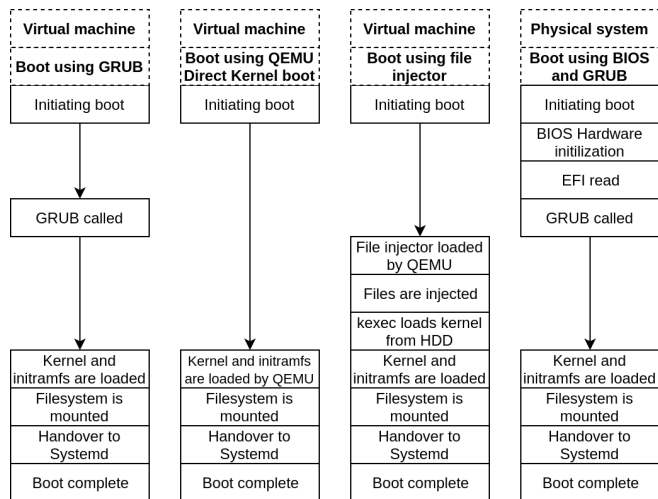 Virtual machine
Boot using GRUB
Initiating boot
GRUB called
Kernel and
initramfs are loaded
Filesystem is
mounted
Handover to
Systemd
Boot complete
Virtual machine
Boot using QEMU
Direct Kernel boot
Initiating boot
Kernel and initramfs
are loaded by QEMU
Filesystem is
mounted
Handover to
Systemd
Boot complete
Virtual machine
Boot using file
injector
Initiating boot
File injector loaded
by QEMU
Files are injected
kexec loads kernel
from HDD
Kernel and
initramfs are loaded
Filesystem is
mounted
Handover to
Systemd
Boot complete
Physical system
Boot using BIOS
and GRUB
Initiating boot
BIOS Hardware
initilization
EFI read
GRUB called
Kernel and
initramfs are loaded
Filesystem is
mounted
Handover to
Systemd
Boot complete